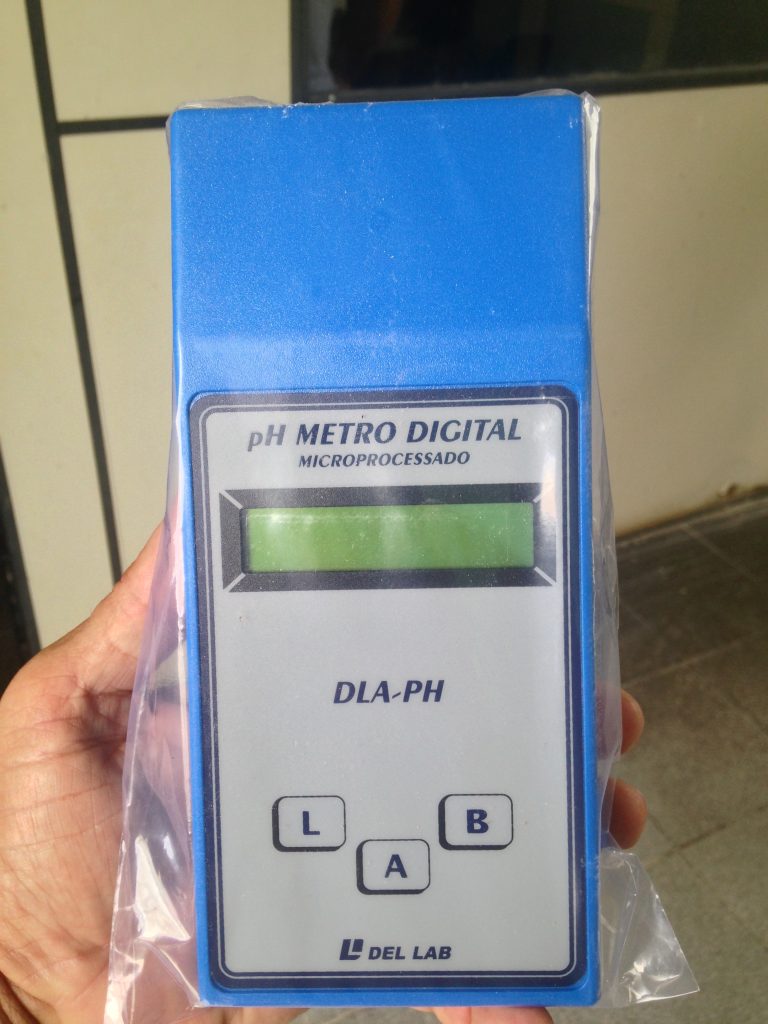 pH METRO DIGITAL
MICROPROCESSADO
DLA-PH
L
B
A
DEL LAB